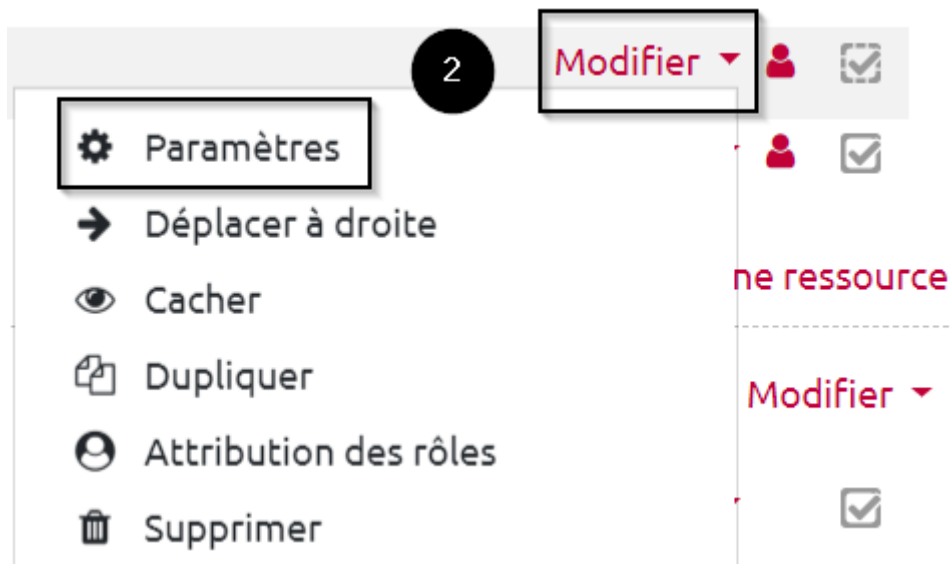 2
Modifier
Paramètres
Déplacer à droite
ne ressource
Cacher
Dupliquer
Modifier
Attribution des rôles
Supprimer